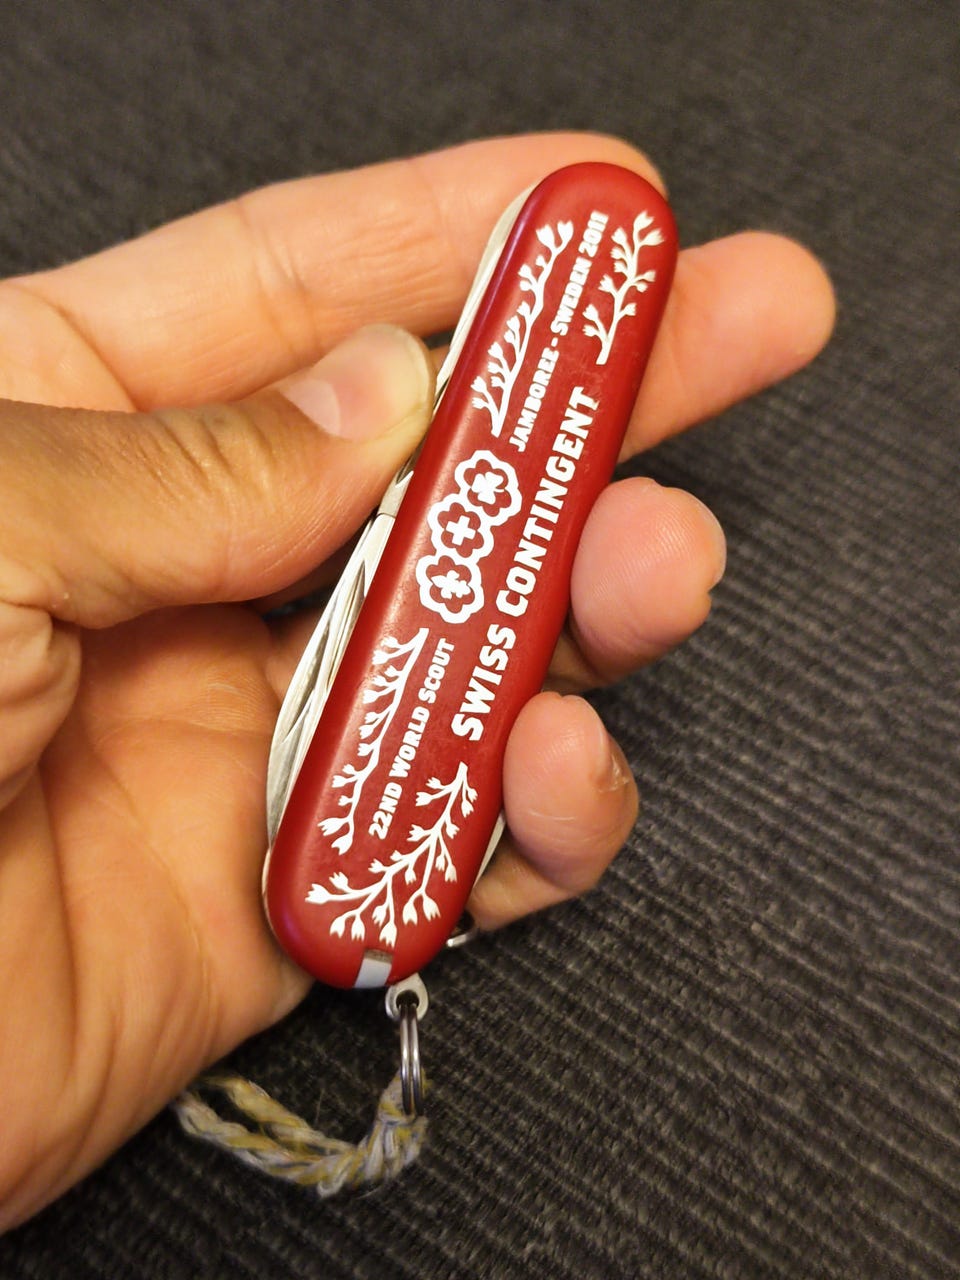 22ND WORLD SCOUT JAMBOREE - SWEDEN 2011
SWISS CONTINGENT